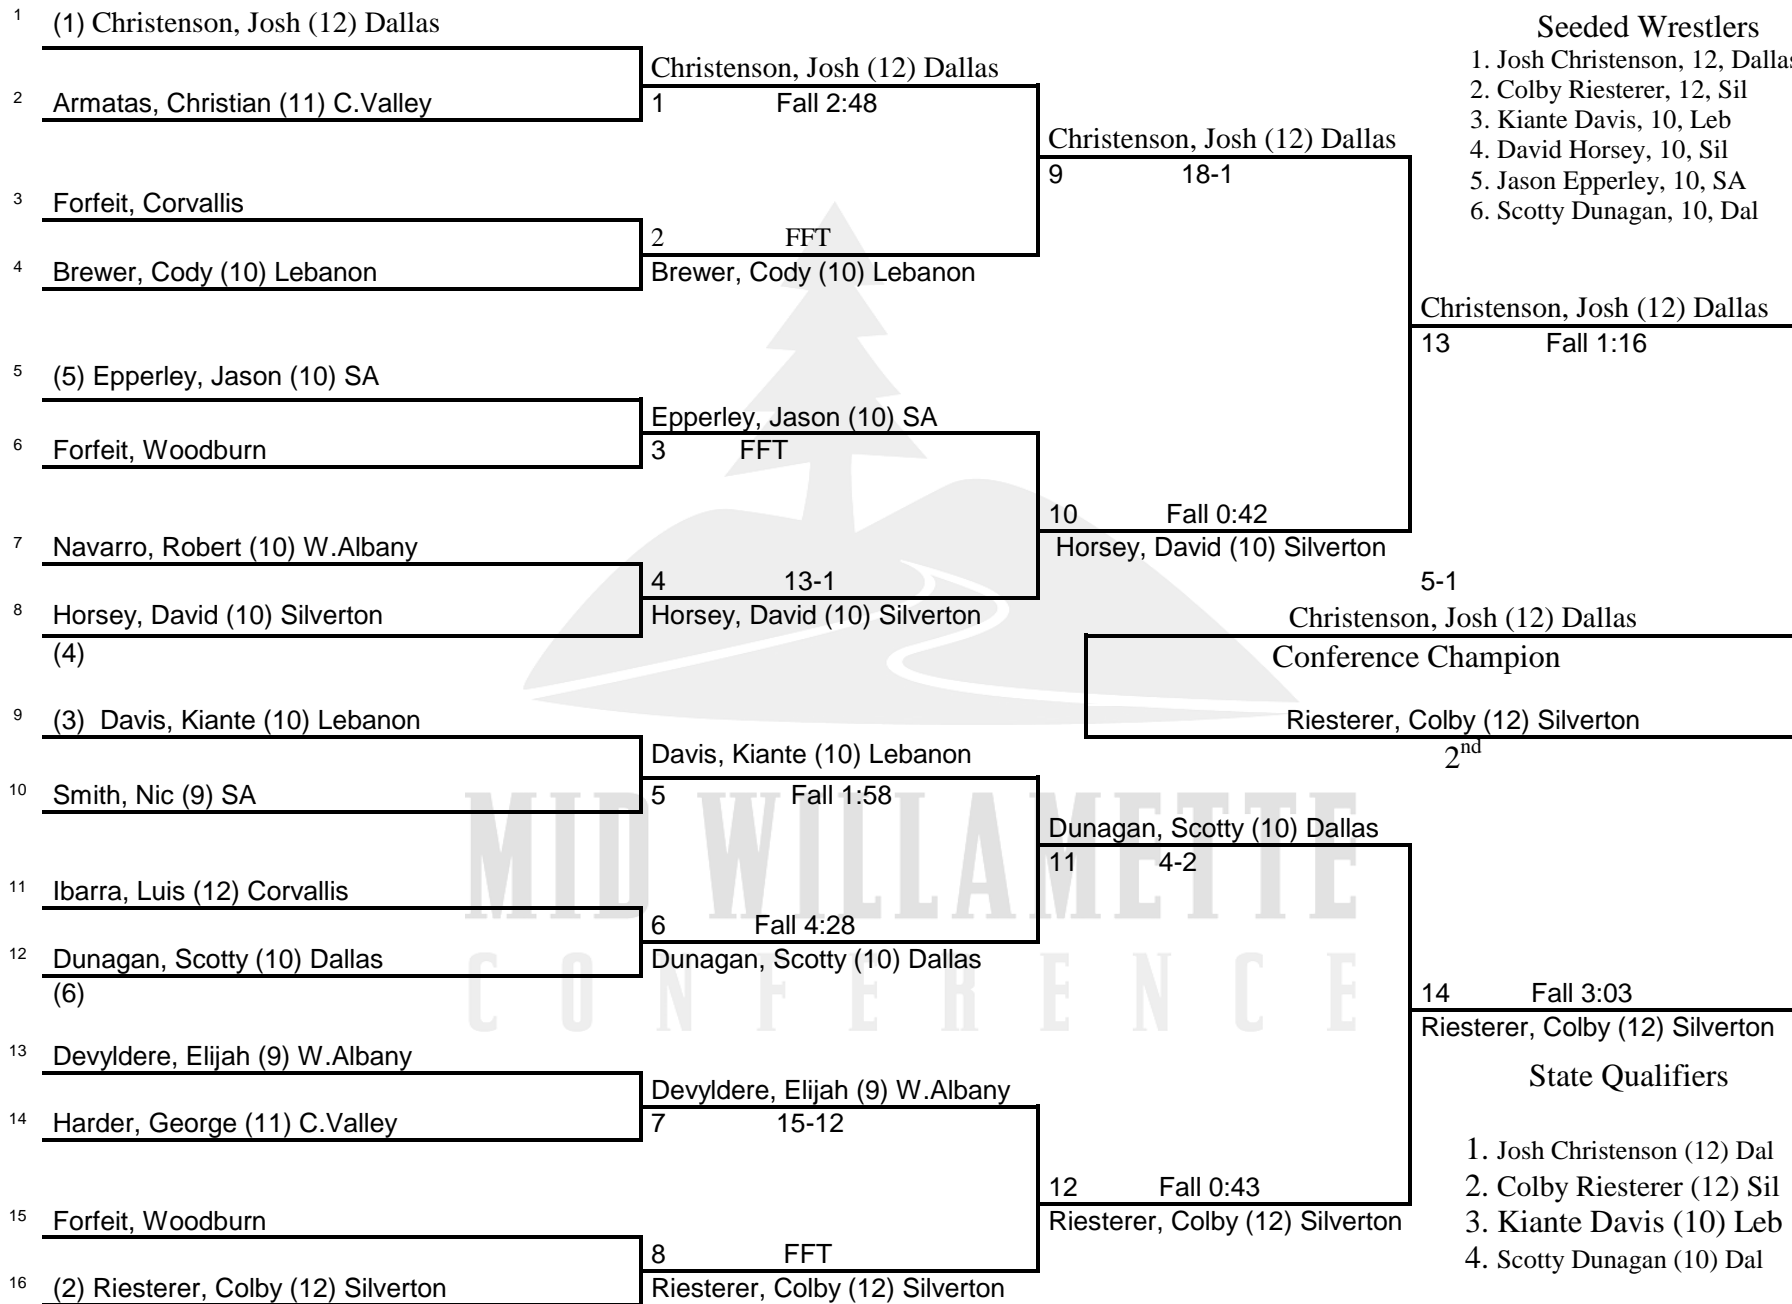 1 (1) Christenson, Josh (12) Dallas
Christenson, Josh (12) Dallas
2 Armatas, Christian (11) C.Valley
1 Fall 2:48
Christenson, Josh (12) Dallas
9 18-1
3 Forfeit, Corvallis
2 FFT
4 Brewer, Cody (10) Lebanon
Brewer, Cody (10) Lebanon
Seeded Wrestlers
1. Josh Christenson, 12, Dallas
2. Colby Riesterer, 12, Sil
3. Kiante Davis, 10, Leb
4. David Horsey, 10, Sil
5. Jason Epperley, 10, SA
6. Scotty Dunagan, 10, Dal
Christenson, Josh (12) Dallas
13 Fall 1:16
5 (5) Epperley, Jason (10) SA
Epperley, Jason (10) SA
6 Forfeit, Woodburn
3 FFT
10 Fall 0:42
Horsey, David (10) Silverton
7 Navarro, Robert (10) W.Albany
4 13-1
8 Horsey, David (10) Silverton
(4)
Horsey, David (10) Silverton
5-1
Christenson, Josh (12) Dallas
Conference Champion
Riesterer, Colby (12) Silverton
2nd
9 (3) Davis, Kiante (10) Lebanon
Davis, Kiante (10) Lebanon
10 Smith, Nic (9) SA
5 Fall 1:58
Dunagan, Scotty (10) Dallas
11 4-2
11 Ibarra, Luis (12) Corvallis
6 Fall 4:28
12 Dunagan, Scotty (10) Dallas
(6)
Dunagan, Scotty (10) Dallas
MID WILLAMETTE
CONFERENCE
14 Fall 3:03
Riesterer, Colby (12) Silverton
13 Devyldere, Elijah (9) W.Albany
Devyldere, Elijah (9) W.Albany
14 Harder, George (11) C.Valley
7 15-12
12 Fall 0:43
Riesterer, Colby (12) Silverton
15 Forfeit, Woodburn
8 FFT
16 (2) Riesterer, Colby (12) Silverton
Riesterer, Colby (12) Silverton
State Qualifiers
1. Josh Christenson (12) Dal
2. Colby Riesterer (12) Sil
3. Kiante Davis (10) Leb
4. Scotty Dunagan (10) Dal